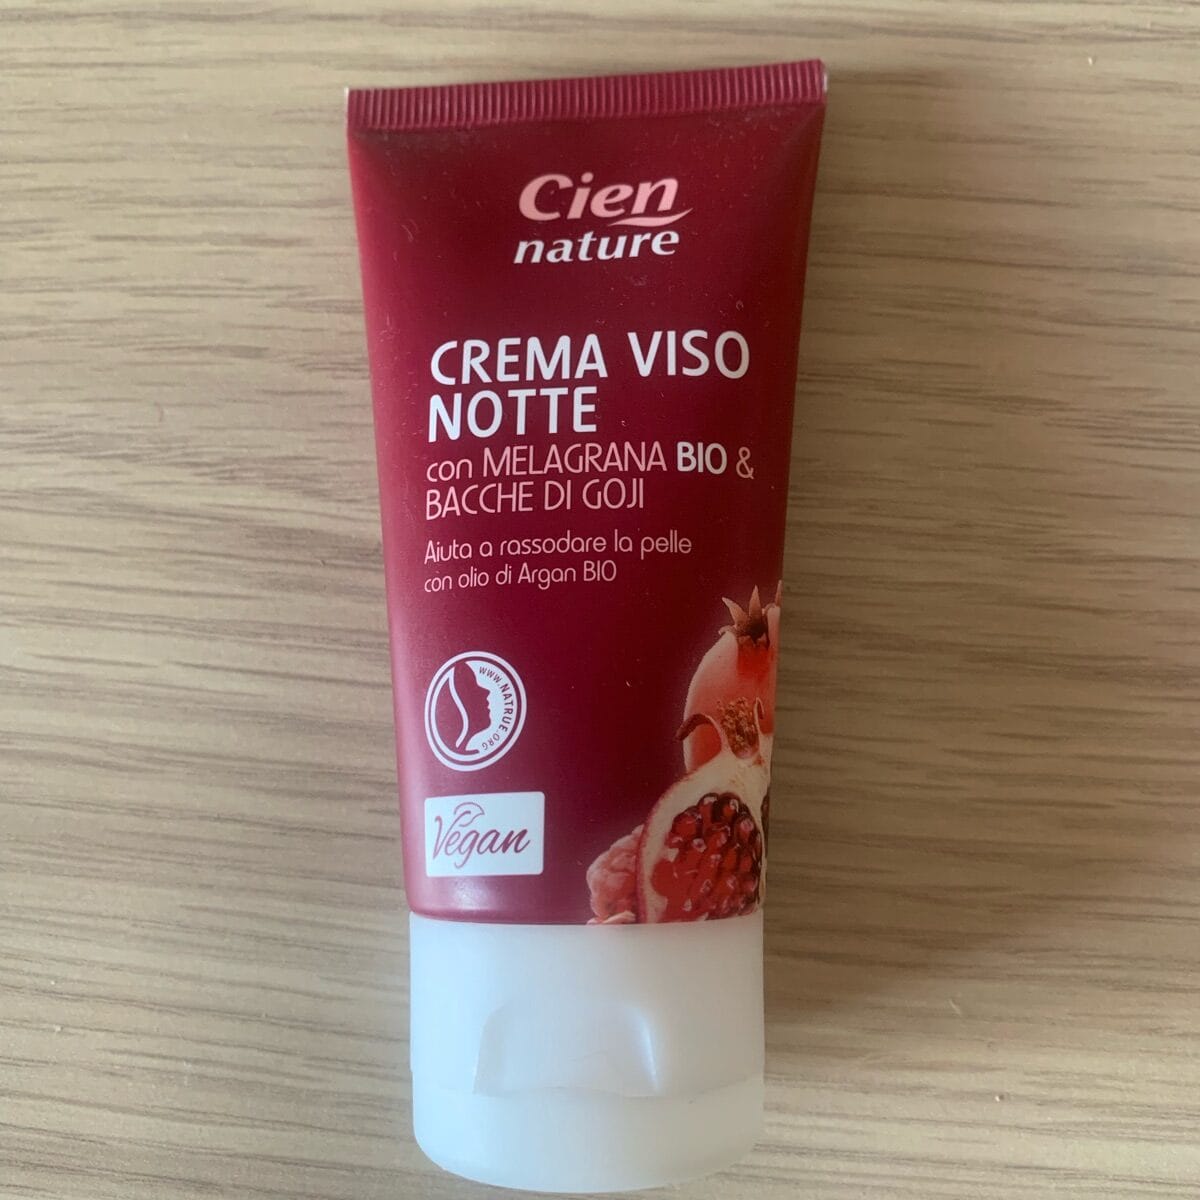 Cien
nature
CREMA VISO
NOTTE
con MELAGRANA BIO &
BACCHE DI GOJI
Aiuta a rassodare la pelle
con olio di Argan BIO
WWW.NATRUE.ORG
Vegan